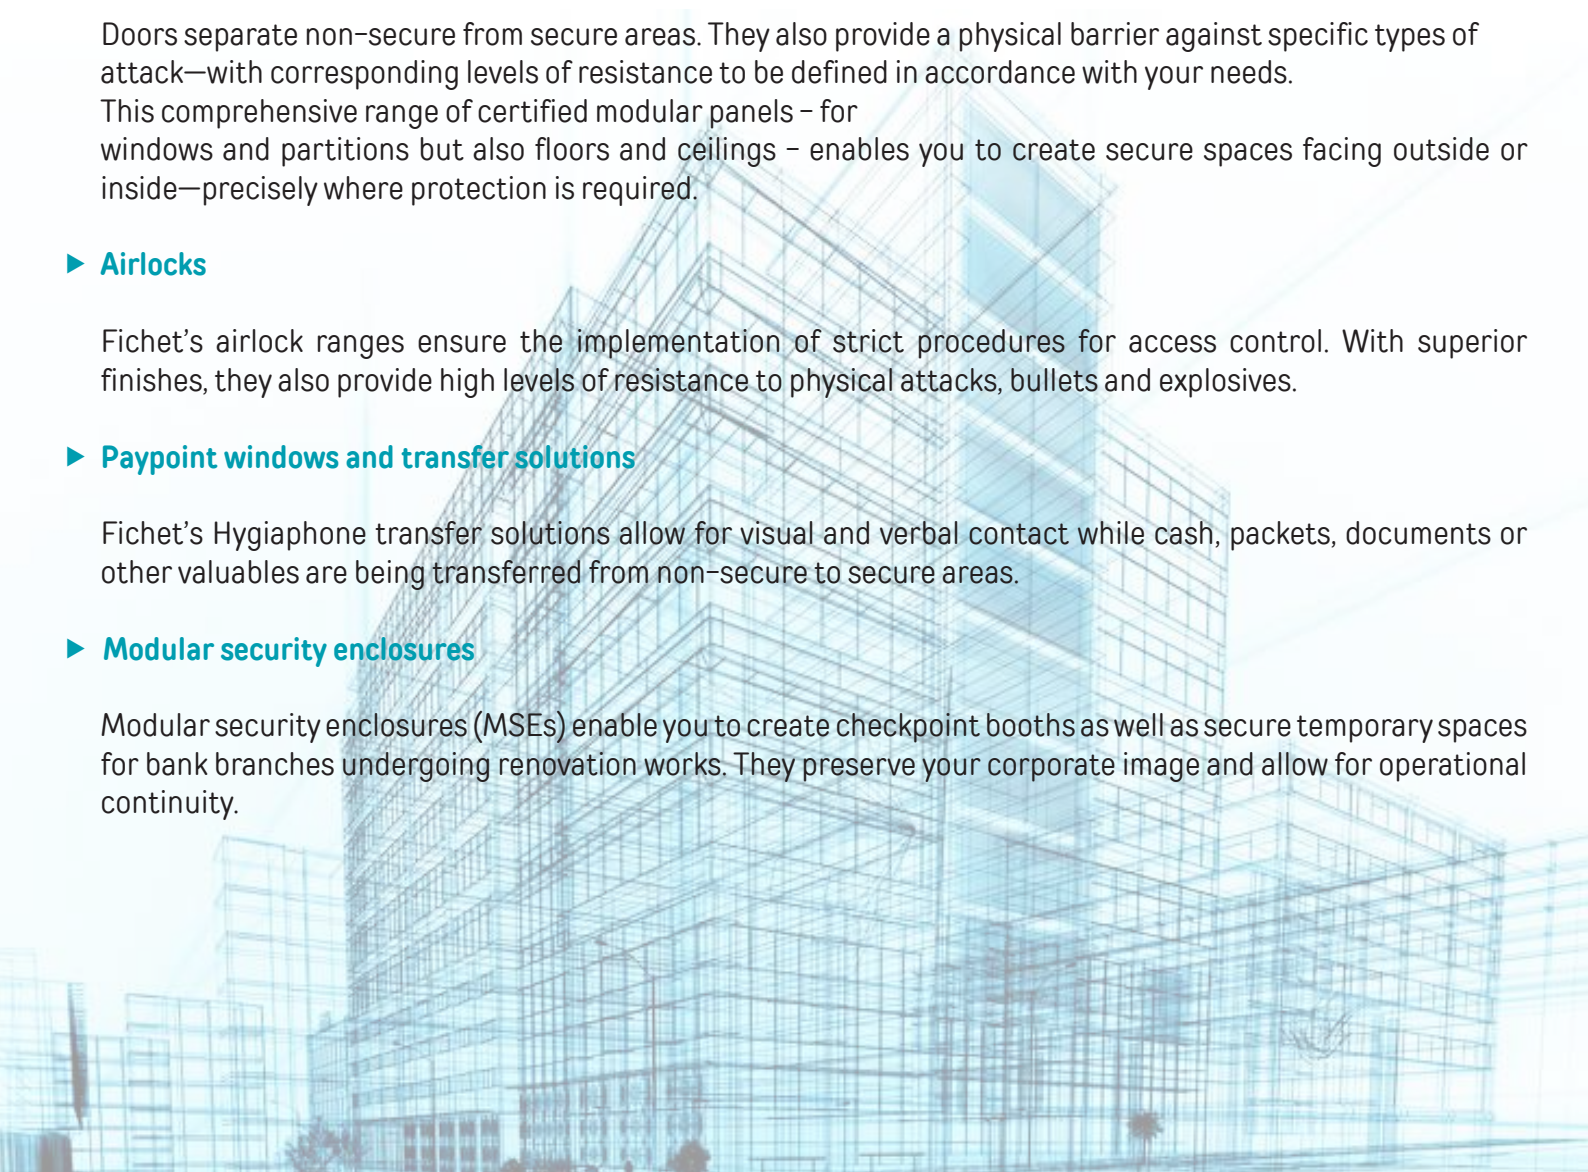 Doors separate non-secure from secure areas. They also provide a physical barrier against specific types of
attack—with corresponding levels of resistance to be defined in accordance with your needs.
This comprehensive range of certified modular panels – for
windows and partitions but also floors and ceilings – enables you to create secure spaces facing outside or
inside—precisely where protection is required.
▶ Airlocks
Fichet’s airlock ranges ensure the implementation of strict procedures for access control. With superior
finishes, they also provide high levels of resistance to physical attacks, bullets and explosives.
▶ Paypoint windows and transfer solutions
Fichet’s Hygiaphone transfer solutions allow for visual and verbal contact while cash, packets, documents or
other valuables are being transferred from non-secure to secure areas.
▶ Modular security enclosures
Modular security enclosures (MSEs) enable you to create checkpoint booths as well as secure temporary spaces
for bank branches undergoing renovation works. They preserve your corporate image and allow for operational
continuity.